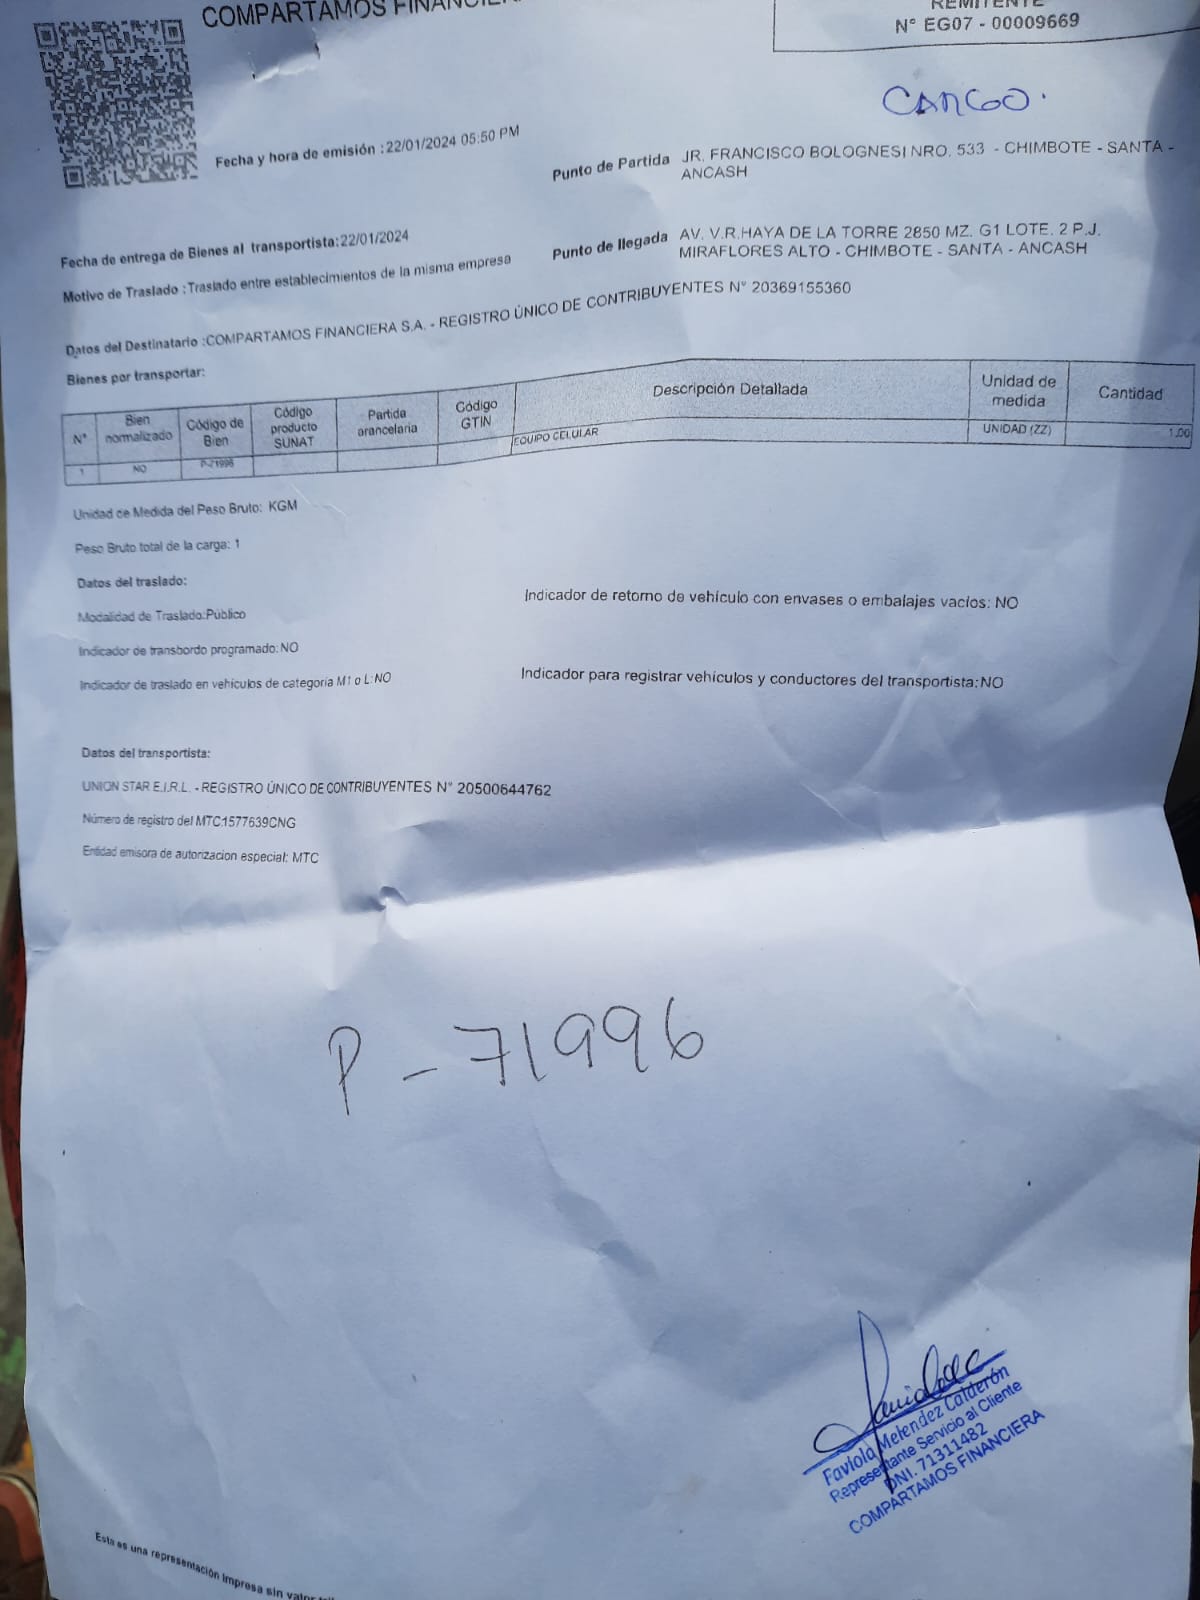 COMPARTAMOS FINANCIERA
REMITENTE
N° EG07 - 00009669
CARGO.
Fecha y hora de emisión :22/01/2024 05:50 PM
Punto de Partida JR. FRANCISCO BOLOGNESI NRO. 533 - CHIMBOTE - SANTA -
ANCASH
Fecha de entrega de Bienes al transportista:22/01/2024
Punto de llegada AV. V.R.HAYA DE LA TORRE 2850 MZ. G1 LOTE. 2 P.J.
MIRAFLORES ALTO - CHIMBOTE - SANTA - ANCASH
Motivo de Traslado :Traslado entre establecimientos de la misma empresa
Datos del Destinatario :COMPARTAMOS FINANCIERA S.A. - REGISTRO ÚNICO DE CONTRIBUYENTES N° 20369155360
Bienes por transportar:
N° Bien normalizado Código de Bien Código producto SUNAT Partida arancelaria Código GTIN Descripción Detallada Unidad de medida Cantidad
1 NO P-71996 EQUIPO CELULAR UNIDAD (ZZ) 1.00
Unidad de Medida del Peso Bruto: KGM
Peso Bruto total de la carga: 1
Datos del traslado:
Modalidad de Traslado:Público
Indicador de retorno de vehículo con envases o embalajes vacíos: NO
Indicador de transbordo programado:NO
Indicador de traslado en vehículos de categoría M1 o L:NO
Indicador para registrar vehículos y conductores del transportista:NO
Datos del transportista:
UNION STAR E.I.R.L. - REGISTRO ÚNICO DE CONTRIBUYENTES N° 20500644762
Número de registro del MTC:1577639CNG
Entidad emisora de autorizacion especial: MTC
P - 71996
Faviola Melendez Calderón
Representante Servicio al Cliente
DNI. 71311482
COMPARTAMOS FINANCIERA
Esta es una representación impresa sin valor